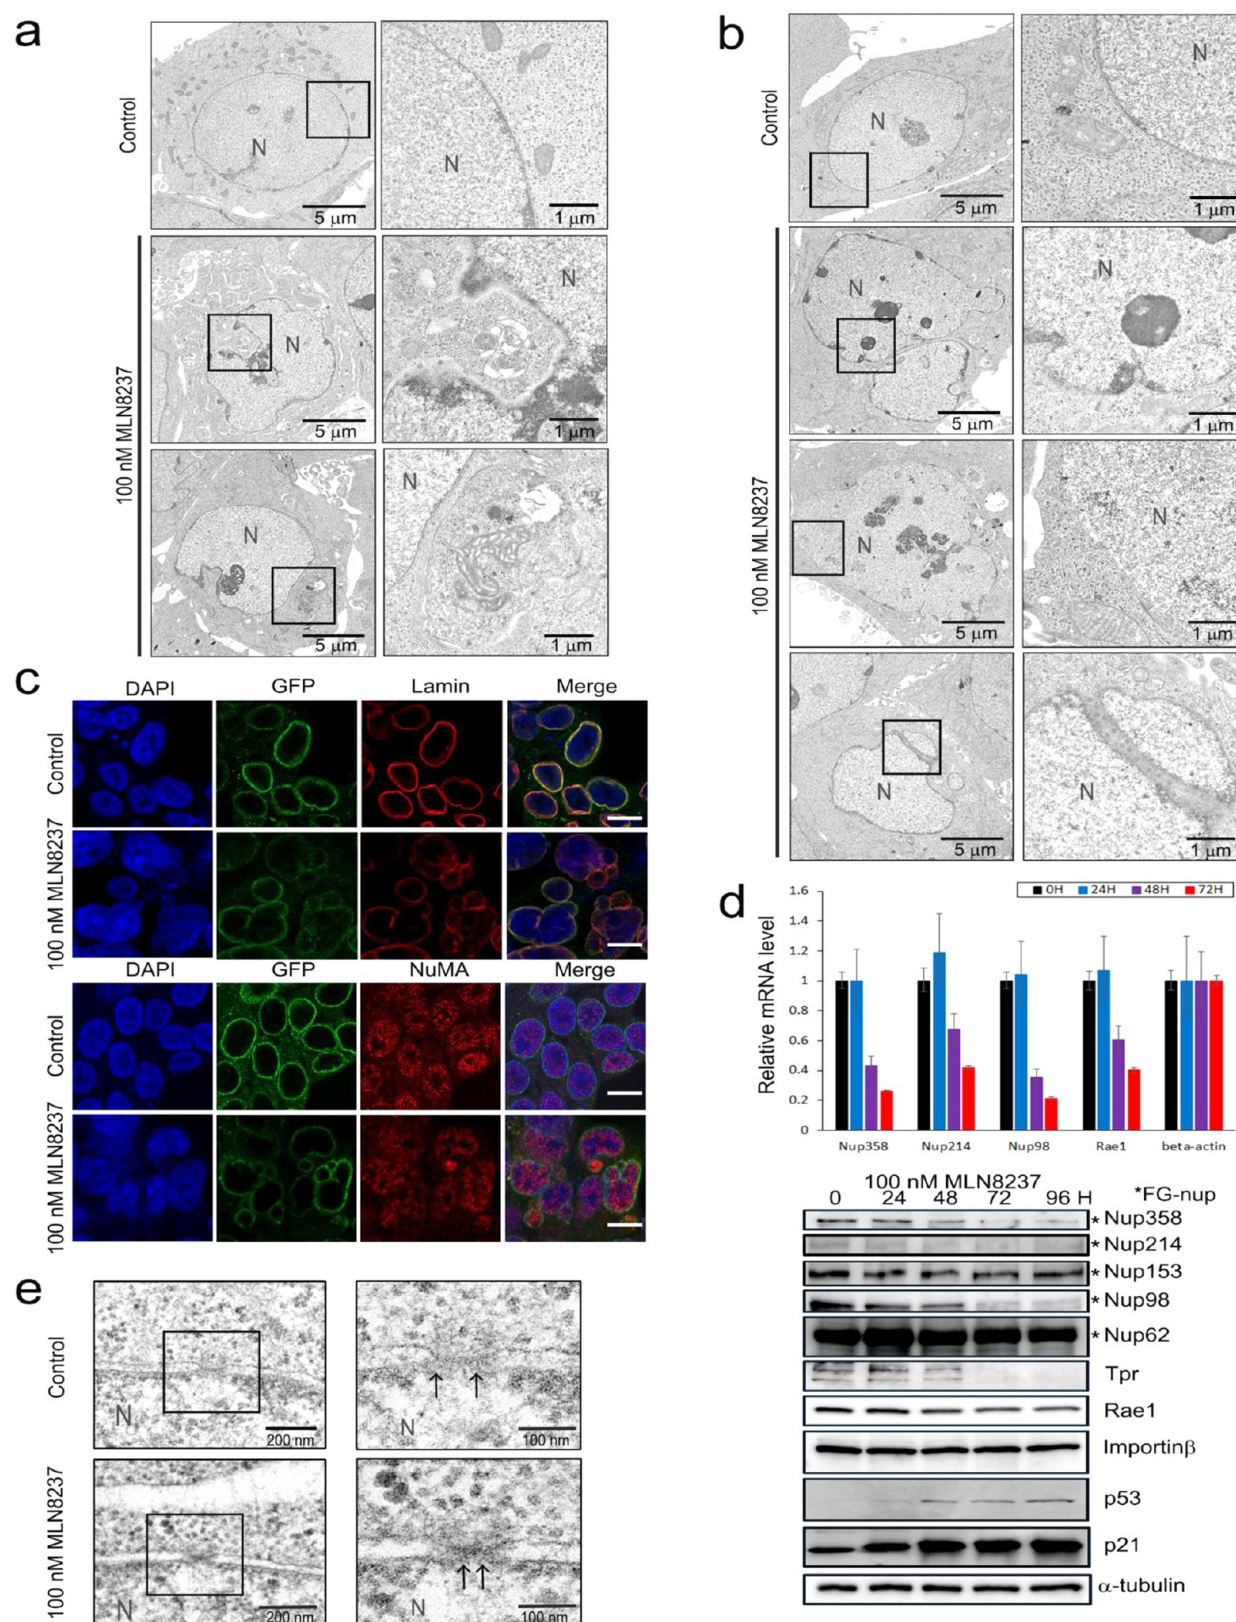 a
Control
N
5 μm
N
1 μm
100 nM MLN8237
N
5 μm
N
1 μm
N
5 μm
N
1 μm
b
Control
N
5 μm
N
1 μm
100 nM MLN8237
N
5 μm
N
1 μm
N
5 μm
N
1 μm
N
5 μm
N
1 μm
c
DAPI GFP Lamin Merge
Control
100 nM MLN8237
DAPI GFP NuMA Merge
Control
100 nM MLN8237
d
0H 24H 48H 72H
Relative mRNA level
1.6
1.4
1.2
1
0.8
0.6
0.4
0.2
0
Nup358 Nup214 Nup98 Rae1 beta-actin
100 nM MLN8237
0 24 48 72 96 H *FG-nup
* Nup358
* Nup214
* Nup153
* Nup98
* Nup62
Tpr
Rae1
Importinβ
p53
p21
α-tubulin
e
Control
N
200 nm
N
100 nm
100 nM MLN8237
N
200 nm
N
100 nm